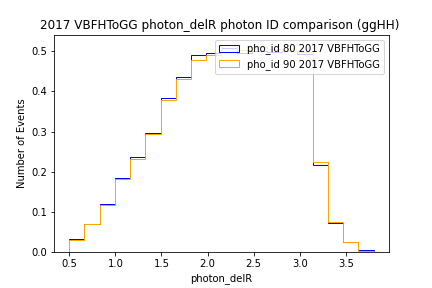 2017 VBFHToGG photon_delR photon ID comparison (ggHH)
pho_id 80 2017 VBFHToGG
pho_id 90 2017 VBFHToGG
Number of Events
0.5
0.4
0.3
0.2
0.1
0.0
0.5 1.0 1.5 2.0 2.5 3.0 3.5
photon_delR